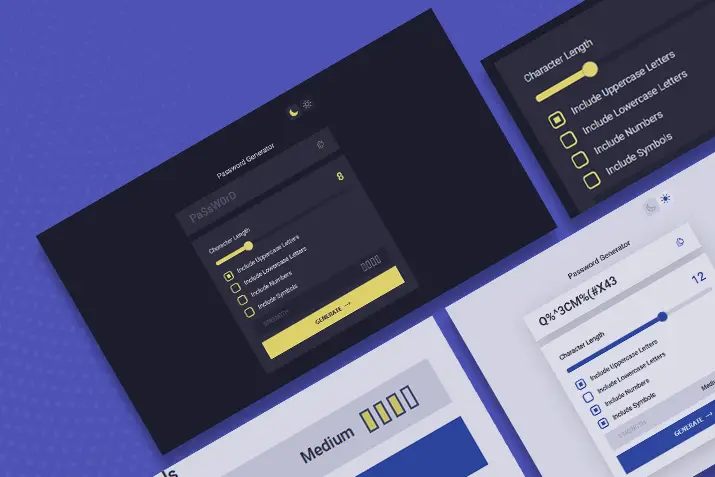 Password Generator
PaSsW0rD
Character Length
8
Include Uppercase Letters
Include Lowercase Letters
Include Numbers
Include Symbols
STRENGTH
GENERATE →
Character Length
Include Uppercase Letters
Include Lowercase Letters
Include Numbers
Include Symbols
Password Generator
Q%^3CM%(#X43
Character Length
12
Include Uppercase Letters
Include Lowercase Letters
Include Numbers
Include Symbols
STRENGTH
GENERATE →
ls
Medium